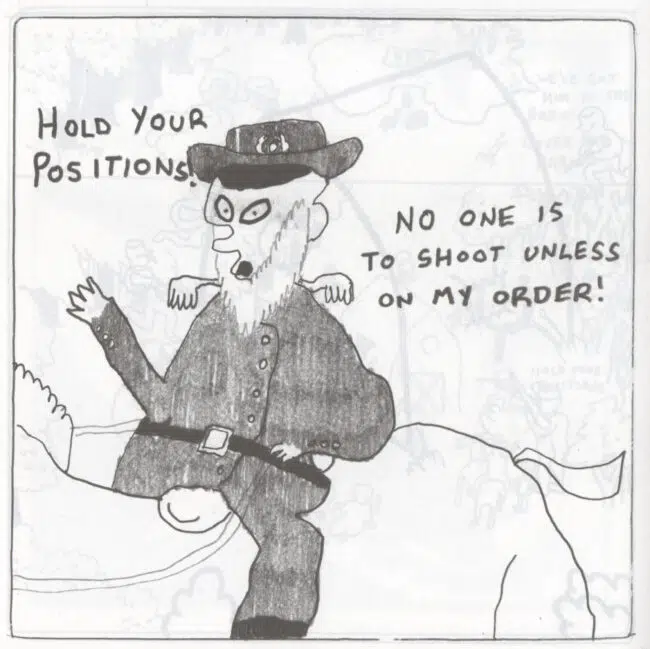 HOLD YOUR
POSITIONS!
NO ONE IS
TO SHOOT UNLESS
ON MY ORDER!